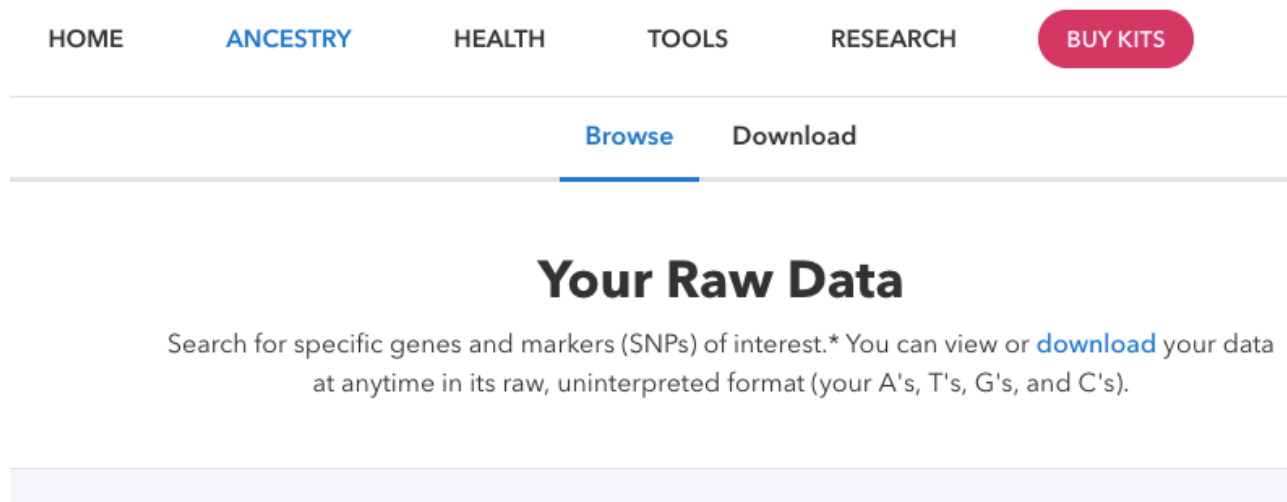 HOME ANCESTRY HEALTH TOOLS RESEARCH BUY KITS
Browse Download
Your Raw Data
Search for specific genes and markers (SNPs) of interest.* You can view or download your data
at anytime in its raw, uninterpreted format (your A's, T's, G's, and C's).